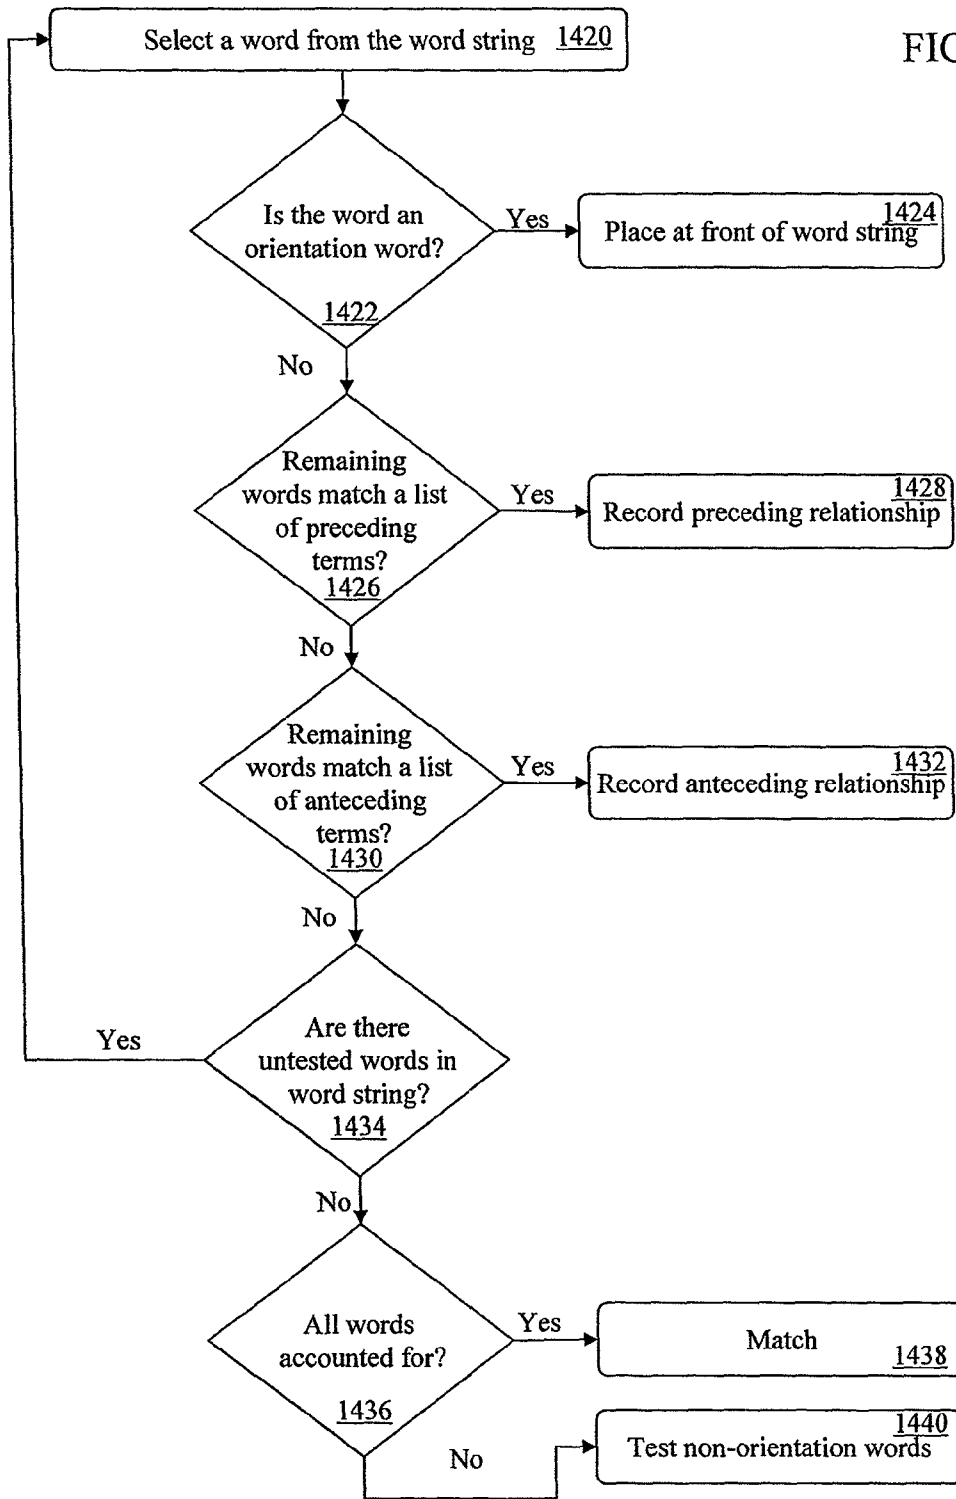 Select a word from the word string 1420
FIG
Is the word an
orientation word?
1422
Yes
1424
Place at front of word string
No
Remaining
words match a list
of preceding
terms?
1426
Yes
1428
Record preceding relationship
No
Remaining
words match a list
of anteceding
terms?
1430
Yes
1432
Record anteceding relationship
No
Yes
Are there
untested words in
word string?
1434
No
All words
accounted for?
1436
Yes
Match
1438
No
1440
Test non-orientation words